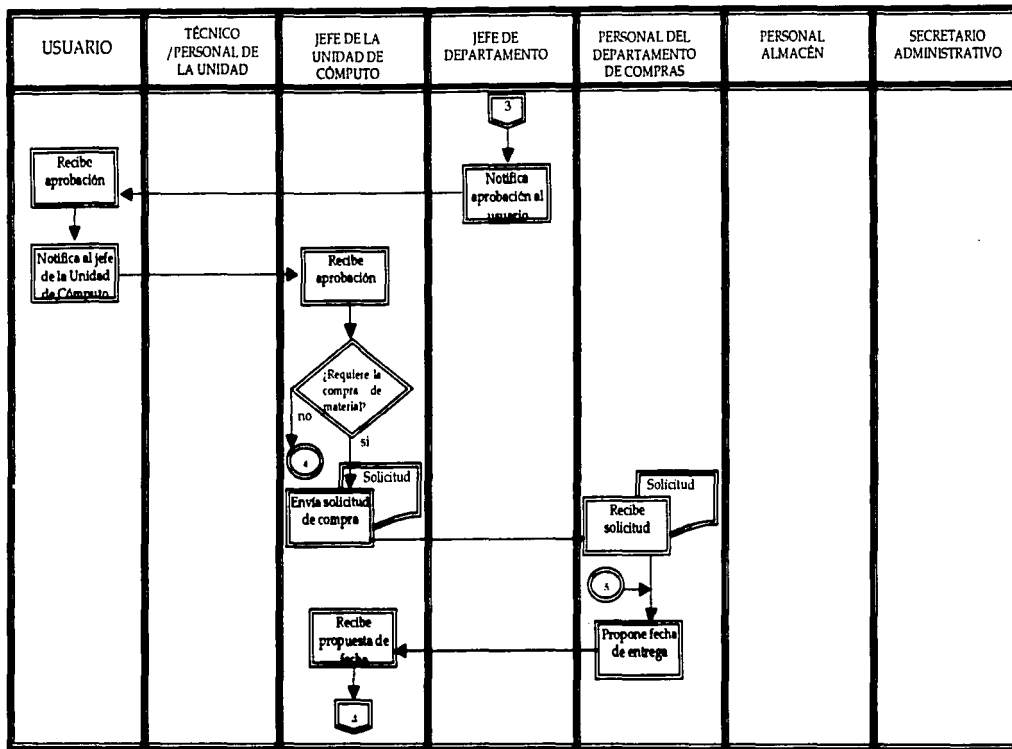 USUARIO
TÉCNICO
/PERSONAL DE
LA UNIDAD
JEFE DE LA
UNIDAD DE
CÓMPUTO
JEFE DE
DEPARTAMENTO
PERSONAL DEL
DEPARTAMENTO
DE COMPRAS
PERSONAL
ALMACÉN
SECRETARIO
ADMINISTRATIVO
3
Notifica
aprobación al
usuario
Recibe
aprobación
Notifica al jefe
de la Unidad
de Cómputo
Recibe
aprobación
¿Requiere la
compra de
material?
no
si
4
Solicitud
Envía solicitud
de compra
Solicitud
Recibe
solicitud
5
Propone fecha
de entrega
Recibe
propuesta de
fecha